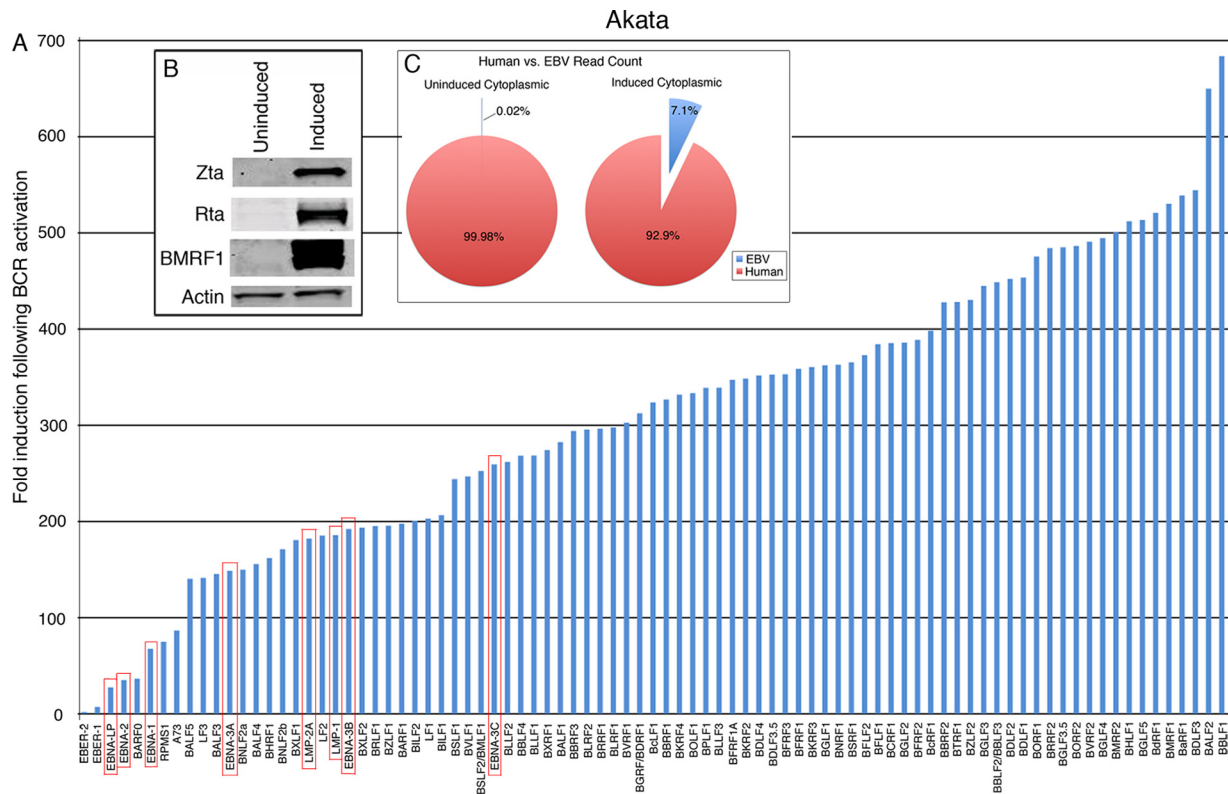 Akata
A
700
600
500
400
300
200
100
0
Fold induction following BCR activation
B
Uninduced
Induced
Zta
Rta
BMRF1
Actin
C
Human vs. EBV Read Count
Uninduced Cytoplasmic
Induced Cytoplasmic
0.02%
99.98%
7.1%
92.9%
EBV
Human
EBER-2
EBER-1
EBNA-LP
EBNA-2
BARF0
EBNA-1
RPMS1
A73
BALF5
LF3
BALF3
EBNA-3A
BNLF2a
BALF4
BHRF1
BNLF2b
BXLF1
LMP-2A
LF2
LMP-1
EBNA-3B
BXLF2
BRLF1
BZLF1
BARF1
BILF2
LF1
BILF1
BSLF1
BVLF1
BSLF2/BMLF1
EBNA-3C
BLLF2
BBLF4
BLLF1
BXRF1
BALF1
BBRF3
BLRF2
BRRF1
BLRF1
BVRF1
BGRF/BDRF1
BcLF1
BBRF1
BKRF4
BOLF1
BPLF1
BLLF3
BFRF1A
BKRF2
BDLF4
BDLF3.5
BFRF3
BFRF1
BKRF3
BGLF1
BNRF1
BSRF1
BFLF2
BFLF1
BCRF1
BGLF2
BFRF2
BcRF1
BBRF2
BTRF1
BZLF2
BGLF3
BBLF2/BBLF3
BDLF2
BDLF1
BORF1
BRRF2
BGLF3.5
BORF2
BVRF2
BGLF4
BMRF2
BHLF1
BGLF5
BdRF1
BMRF1
BaRF1
BDLF3
BALF2
BBLF1